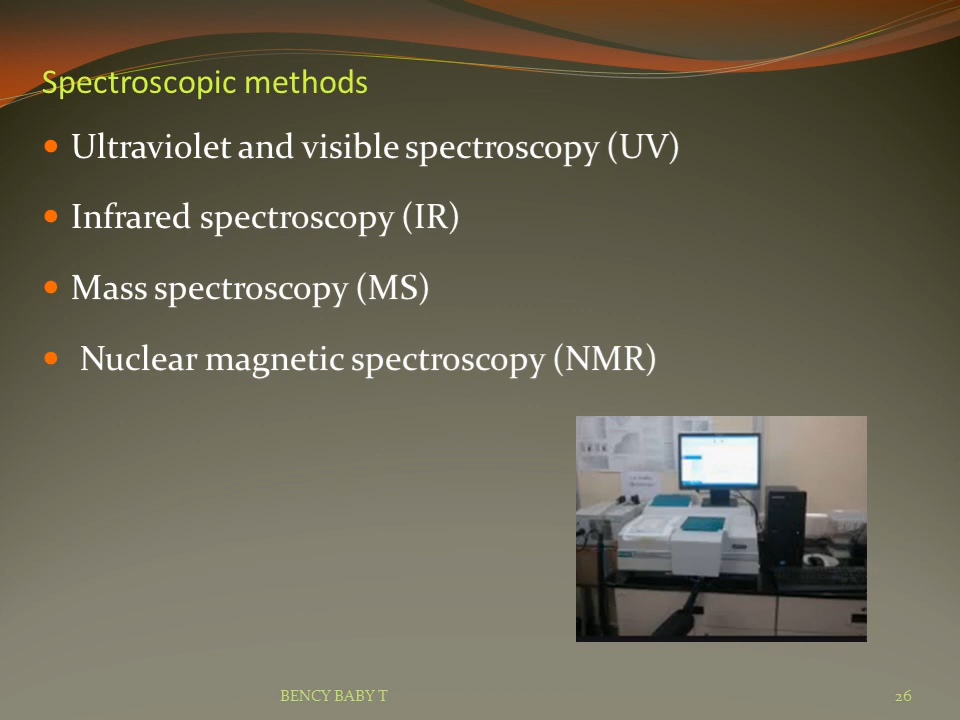 Spectroscopic methods
Ultraviolet and visible spectroscopy (UV)
Infrared spectroscopy (IR)
Mass spectroscopy (MS)
Nuclear magnetic spectroscopy (NMR)
BENCY BABY T
26